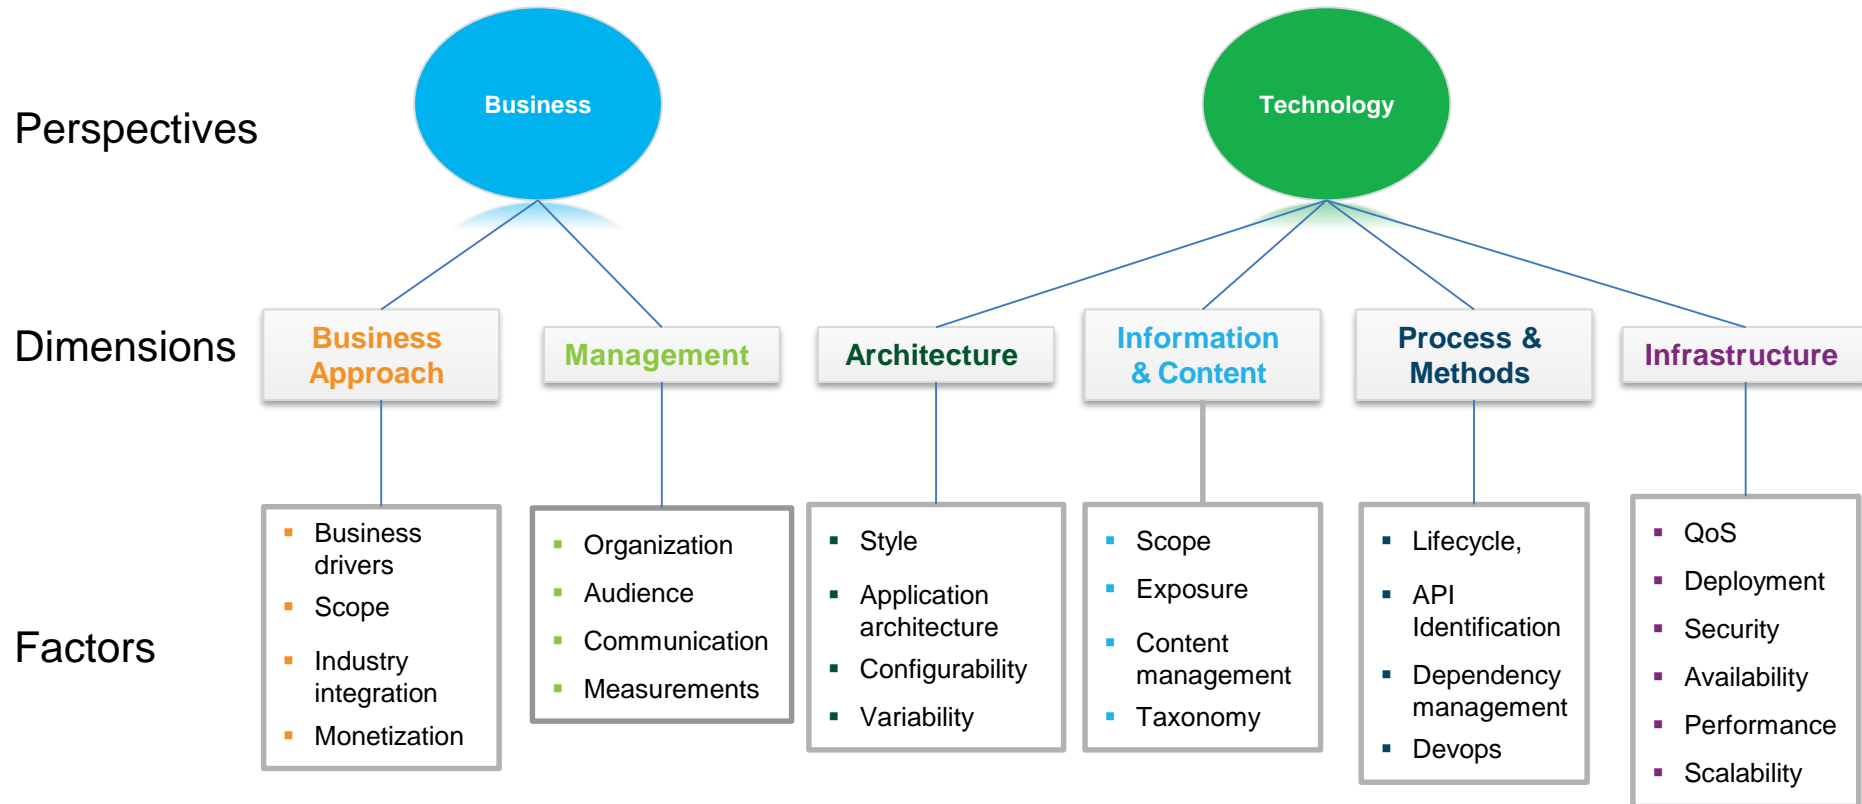 Perspectives
Business
Technology
Dimensions
Business
Approach
Management
Architecture
Information
& Content
Process &
Methods
Infrastructure
Factors
Business
drivers
Scope
Industry
integration
Monetization
Organization
Audience
Communication
Measurements
Style
Application
architecture
Configurability
Variability
Scope
Exposure
Content
management
Taxonomy
Lifecycle,
API
Identification
Dependency
management
Devops
QoS
Deployment
Security
Availability
Performance
Scalability